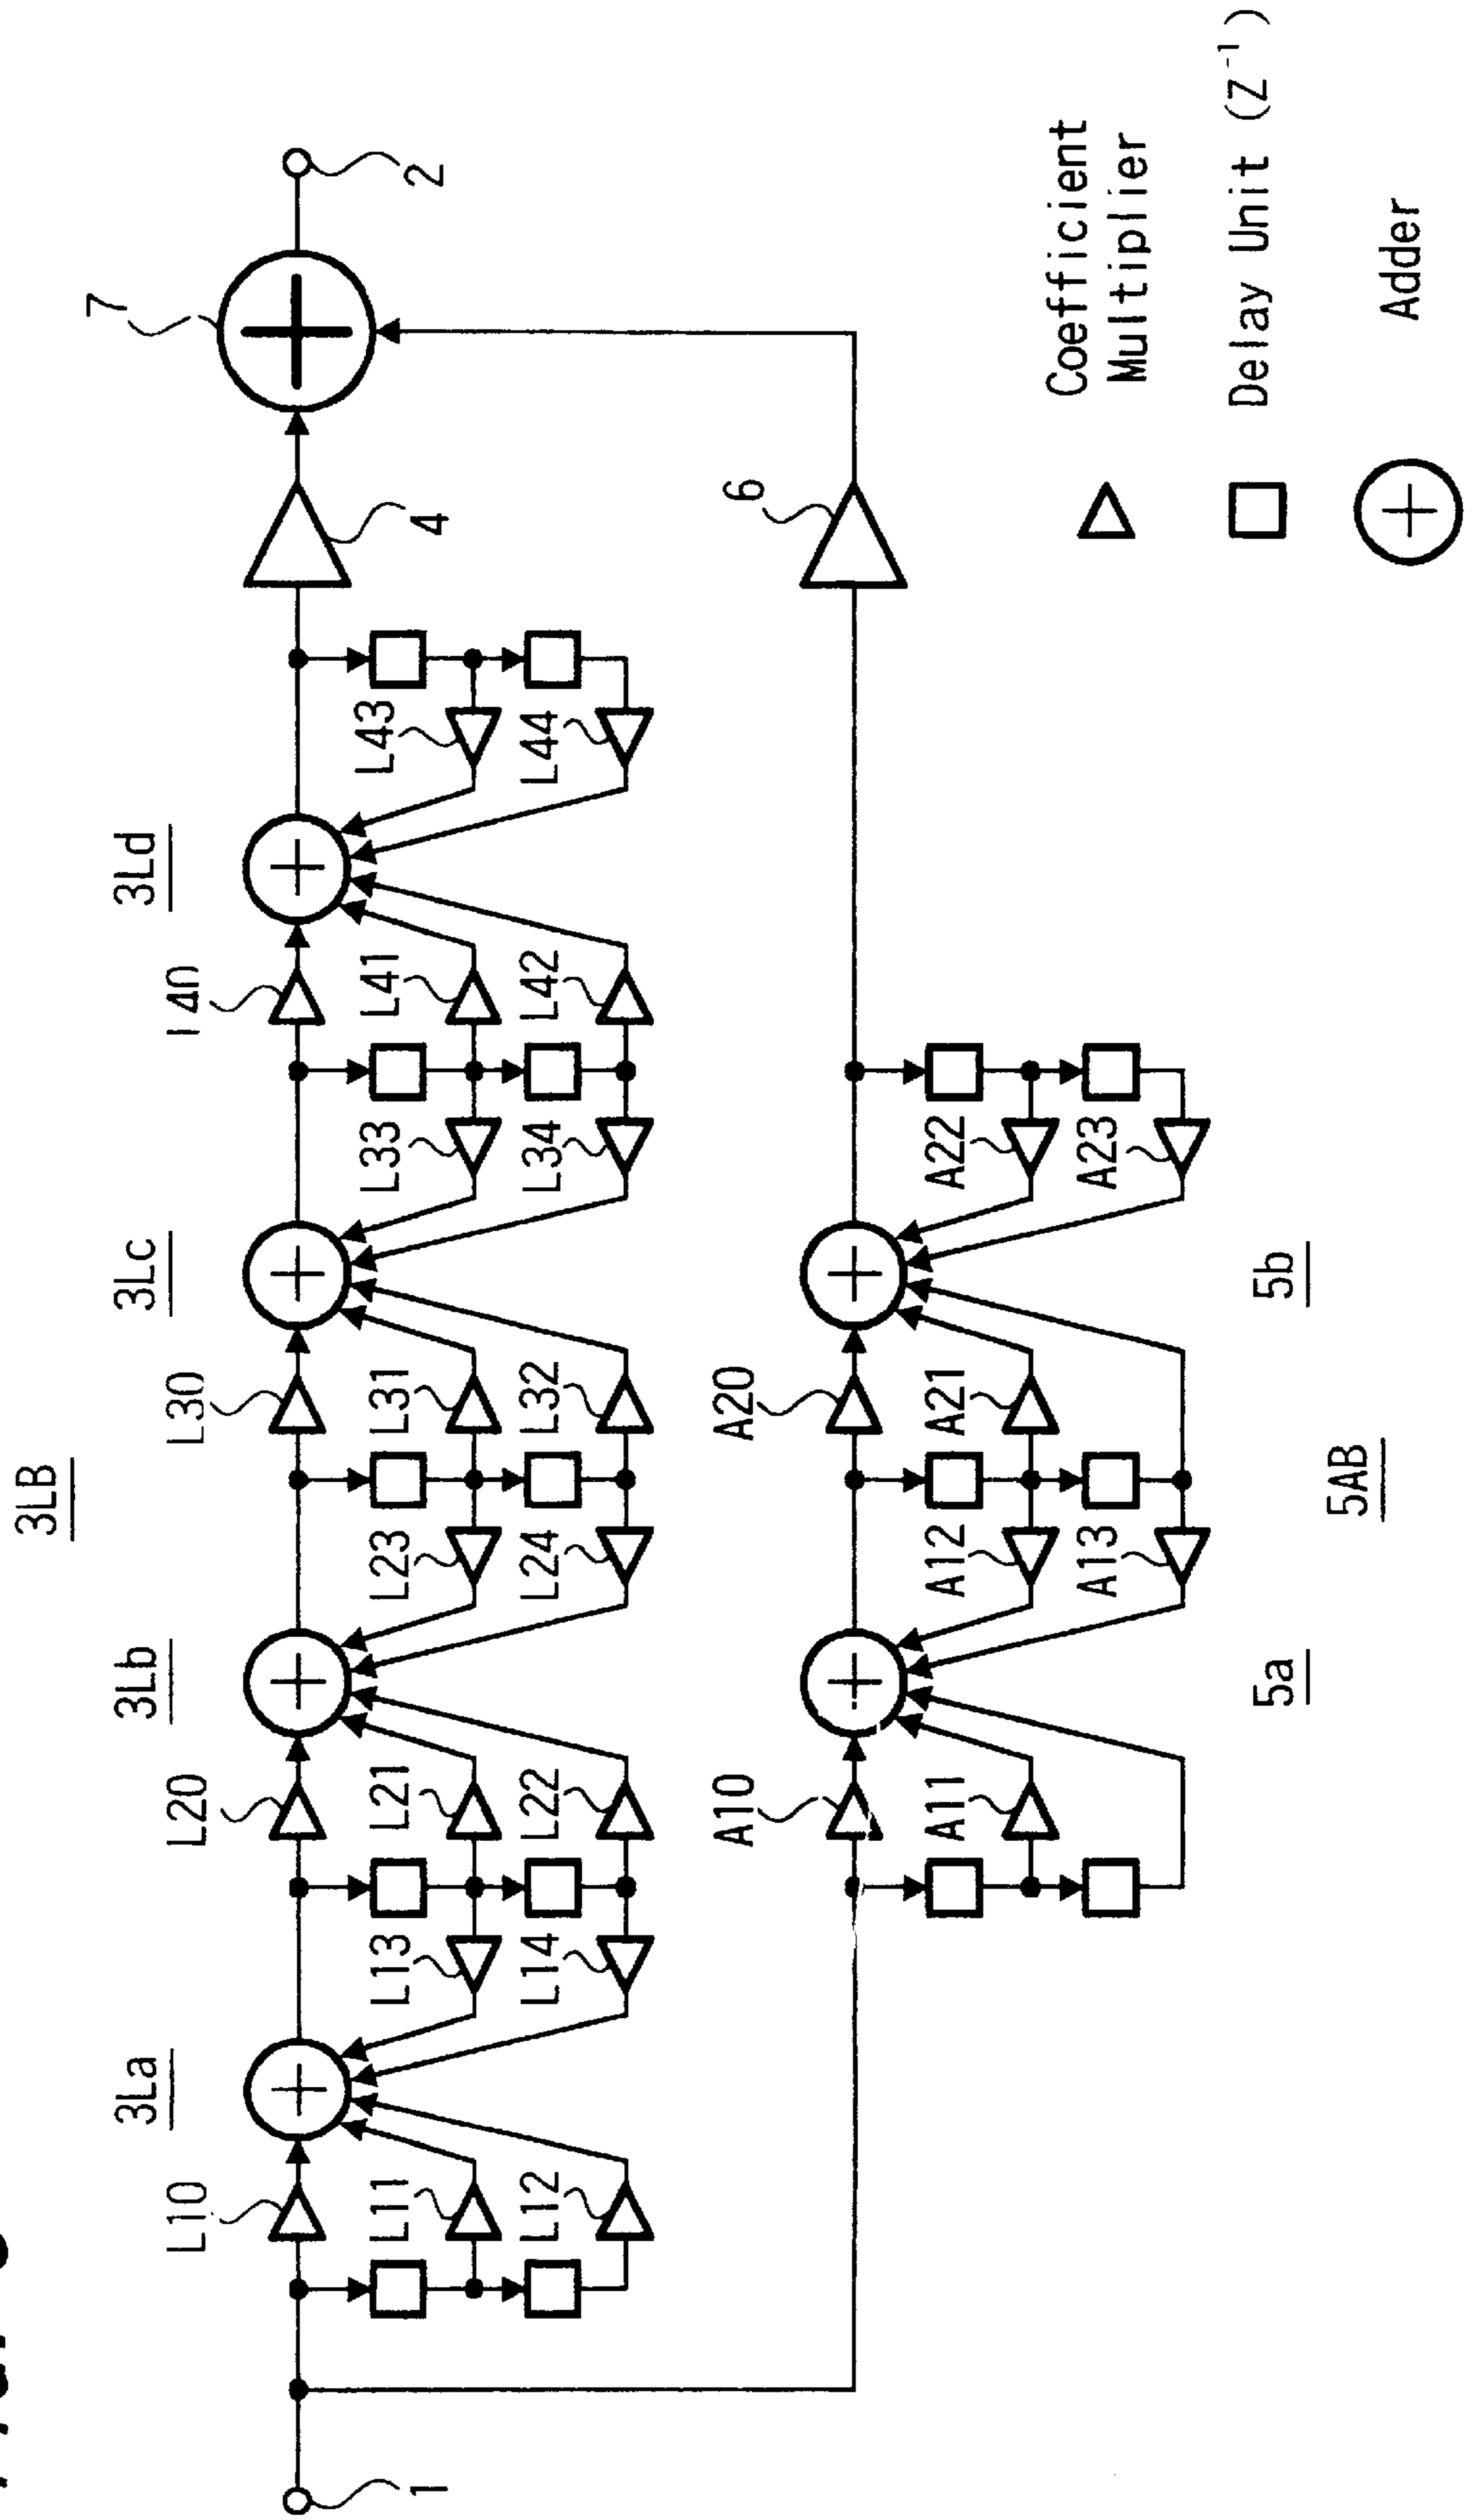 3LB
3La
3Lb
3Lc
3Ld
7
L10
L20
L30
L40
2
L11
L13
L21
L23
L31
L33
L41
L43
4
1
L12
L14
L22
L24
L32
L34
L42
L44
A10
A20
6
A11
A12
A21
A22
A13
A23
5a
5b
5AB
Coefficient
Multiplier
Delay Unit (Z⁻¹)
Adder